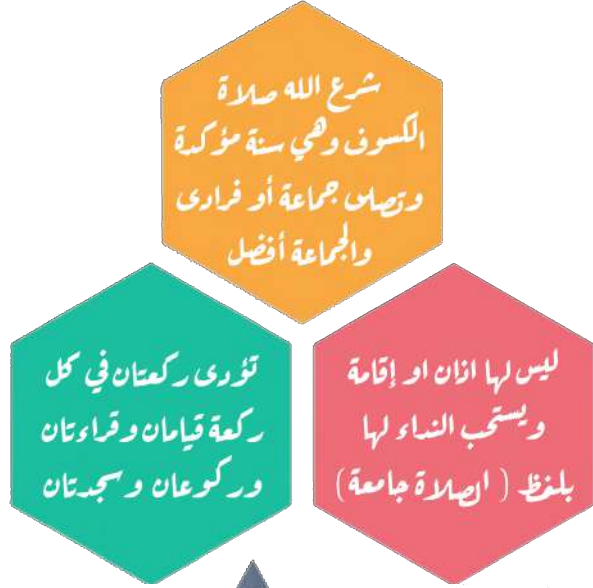 شرع الله صلاة
الكسوف وهي سنة مؤكدة
وتصلى جماعة أو فرادى
والجماعة أفضل
ليس لها اذان او إقامة
ويستحب النداء لها
بلفظ ( الصلاة جامعة )
تؤدى ركعتان في كل
ركعة قيامان وقراءتان
وركوعان وسجدتان